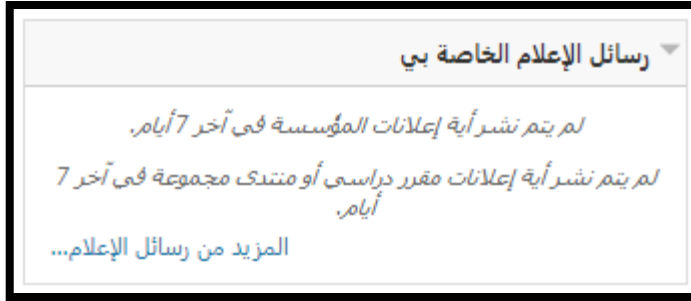 رسائل الإعلام الخاصة بي
لم يتم نشر أية إعلانات المؤسسة في آخر 7 أيام.
لم يتم نشر أية إعلانات مقرر دراسي أو منتدى مجموعة في آخر 7
أيام.
المزيد من رسائل الإعلام...